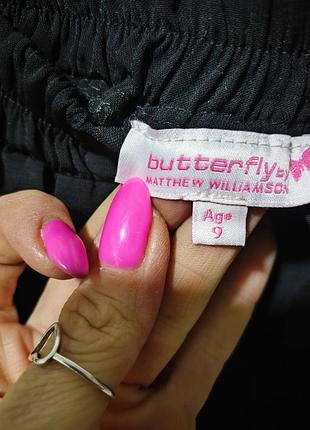 butterfly by
MATTHEW WILLIAMSON
Age
9